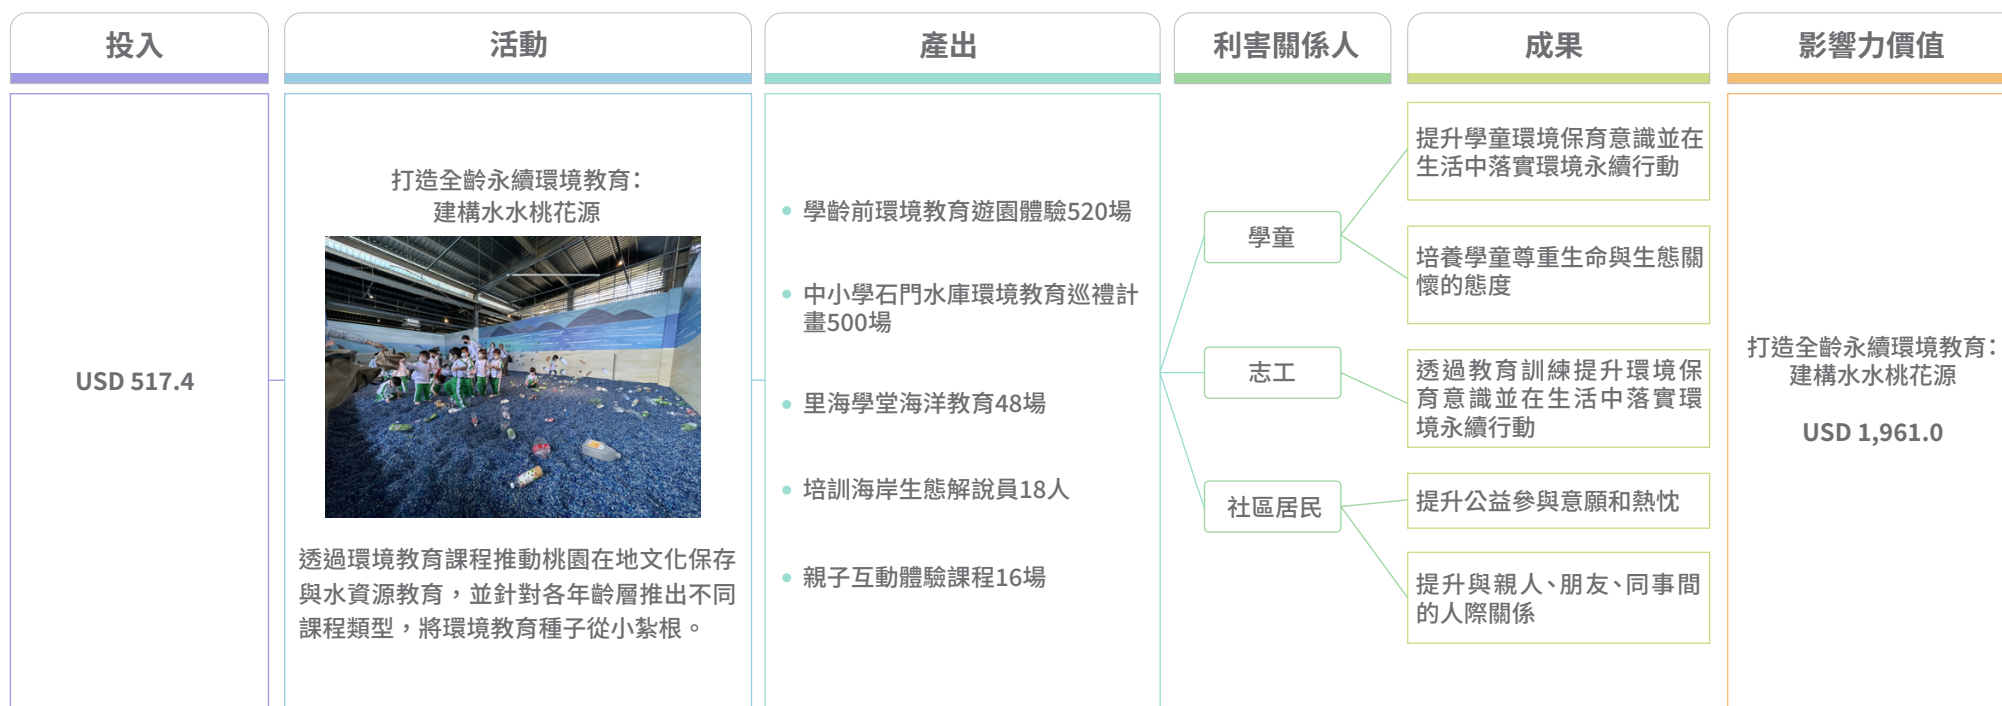 投入
活動
產出
利害關係人
成果
影響力價值
USD 517.4
打造全齡永續環境教育：
建構水水桃花源
透過環境教育課程推動桃園在地文化保存
與水資源教育，並針對各年齡層推出不同
課程類型，將環境教育種子從小紮根。
學齡前環境教育遊園體驗520場
中小學石門水庫環境教育巡禮計
畫500場
里海學堂海洋教育48場
培訓海岸生態解說員18人
親子互動體驗課程16場
學童
志工
社區居民
提升學童環境保育意識並在
生活中落實環境永續行動
培養學童尊重生命與生態關
懷的態度
透過教育訓練提升環境保
育意識並在生活中落實環
境永續行動
提升公益參與意願和熱忱
提升與親人、朋友、同事間
的人際關係
打造全齡永續環境教育：
建構水水桃花源
USD 1,961.0